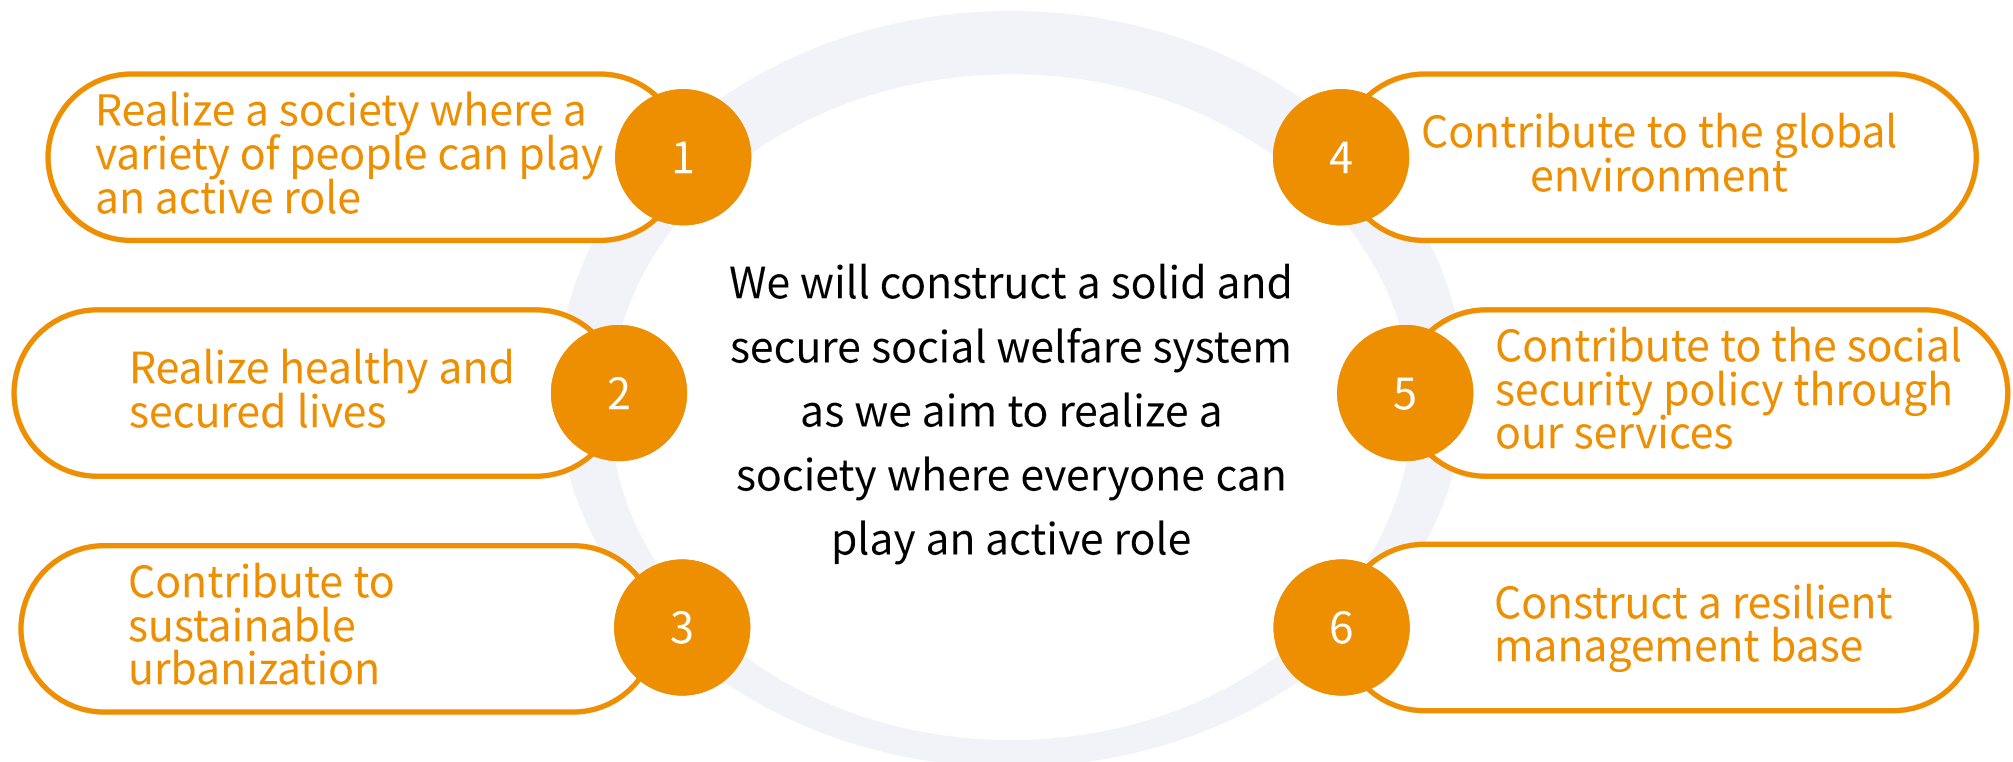 Realize a society where a
variety of people can play
an active role
1
Realize healthy and
secured lives
2
Contribute to
sustainable
urbanization
3
We will construct a solid and
secure social welfare system
as we aim to realize a
society where everyone can
play an active role
4
Contribute to the global
environment
5
Contribute to the social
security policy through
our services
6
Construct a resilient
management base